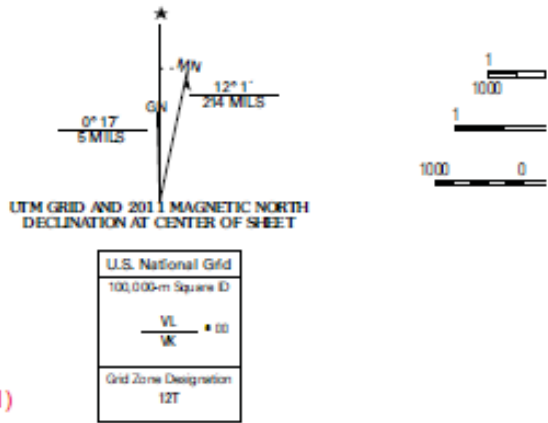 ★
MN
GN
12° 1´
214 MILS
0° 17´
5 MILS
UTM GRID AND 2011 MAGNETIC NORTH
DECLINATION AT CENTER OF SHEET
1
1000
1
1000 0
U.S. National Grid
100,000-m Square ID
VL
VK
• 00
Grid Zone Designation
12T
)